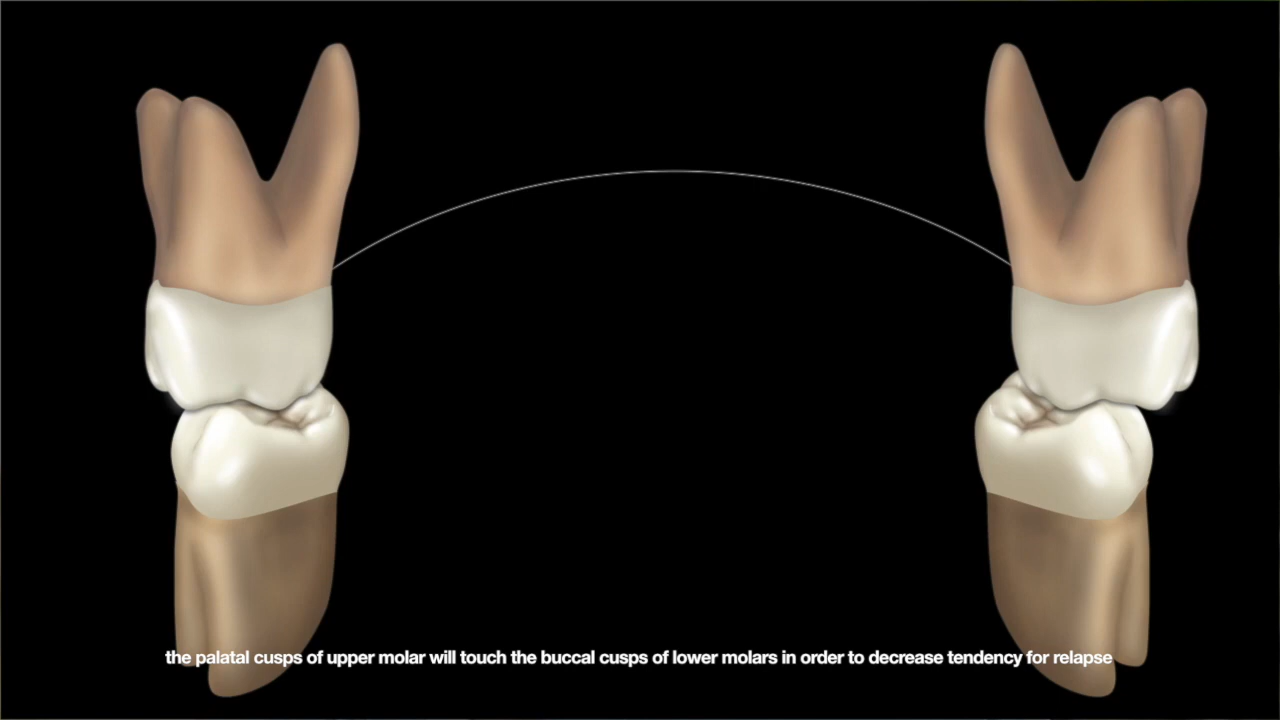 the palatal cusps of upper molar will touch the buccal cusps of lower molars in order to decrease tendency for relapse